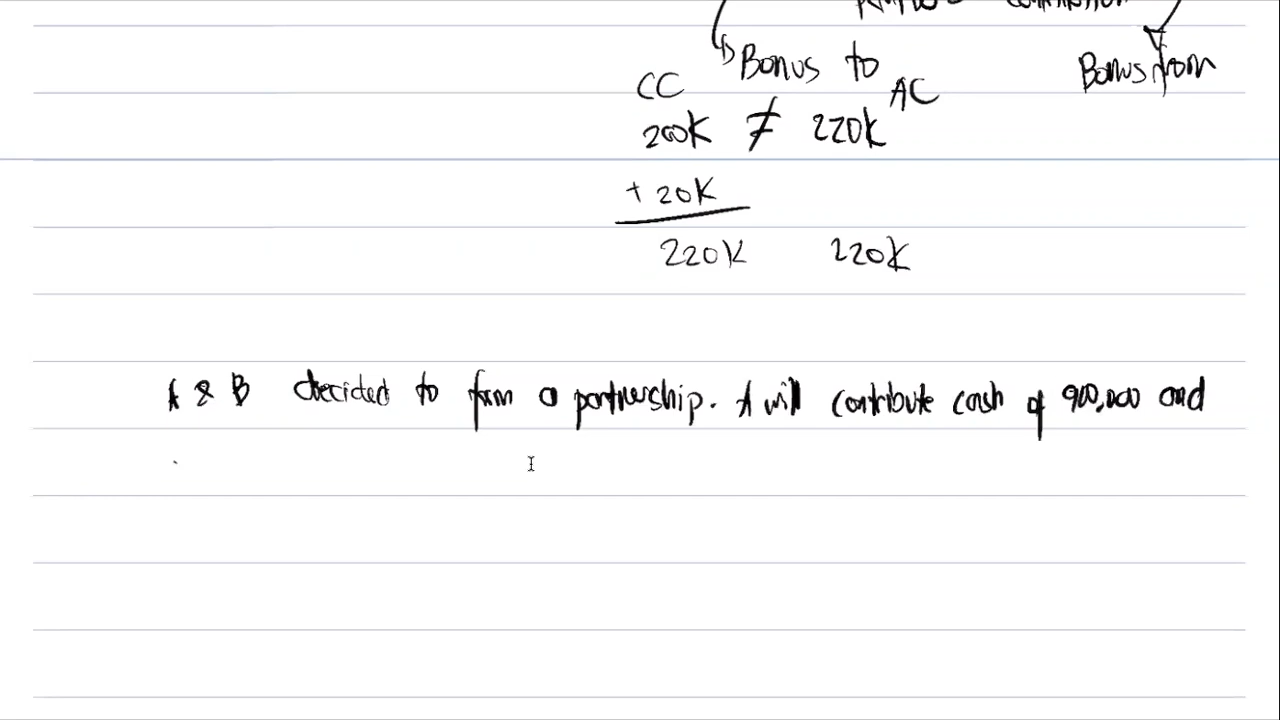 Bonus to
Bonus from
CC
AC
200K ≠ 220K
+ 20K
220K 220K
A & B decided to form a partnership. A will contribute cash of 900,000 and